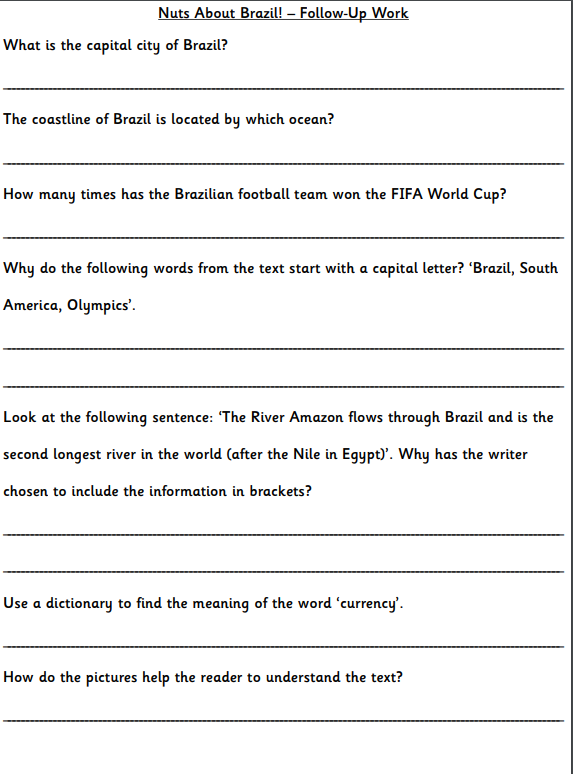 Nuts About Brazil! – Follow-Up Work
What is the capital city of Brazil?
The coastline of Brazil is located by which ocean?
How many times has the Brazilian football team won the FIFA World Cup?
Why do the following words from the text start with a capital letter? ‘Brazil, South
America, Olympics’.
Look at the following sentence: ‘The River Amazon flows through Brazil and is the
second longest river in the world (after the Nile in Egypt)’. Why has the writer
chosen to include the information in brackets?
Use a dictionary to find the meaning of the word ‘currency’.
How do the pictures help the reader to understand the text?